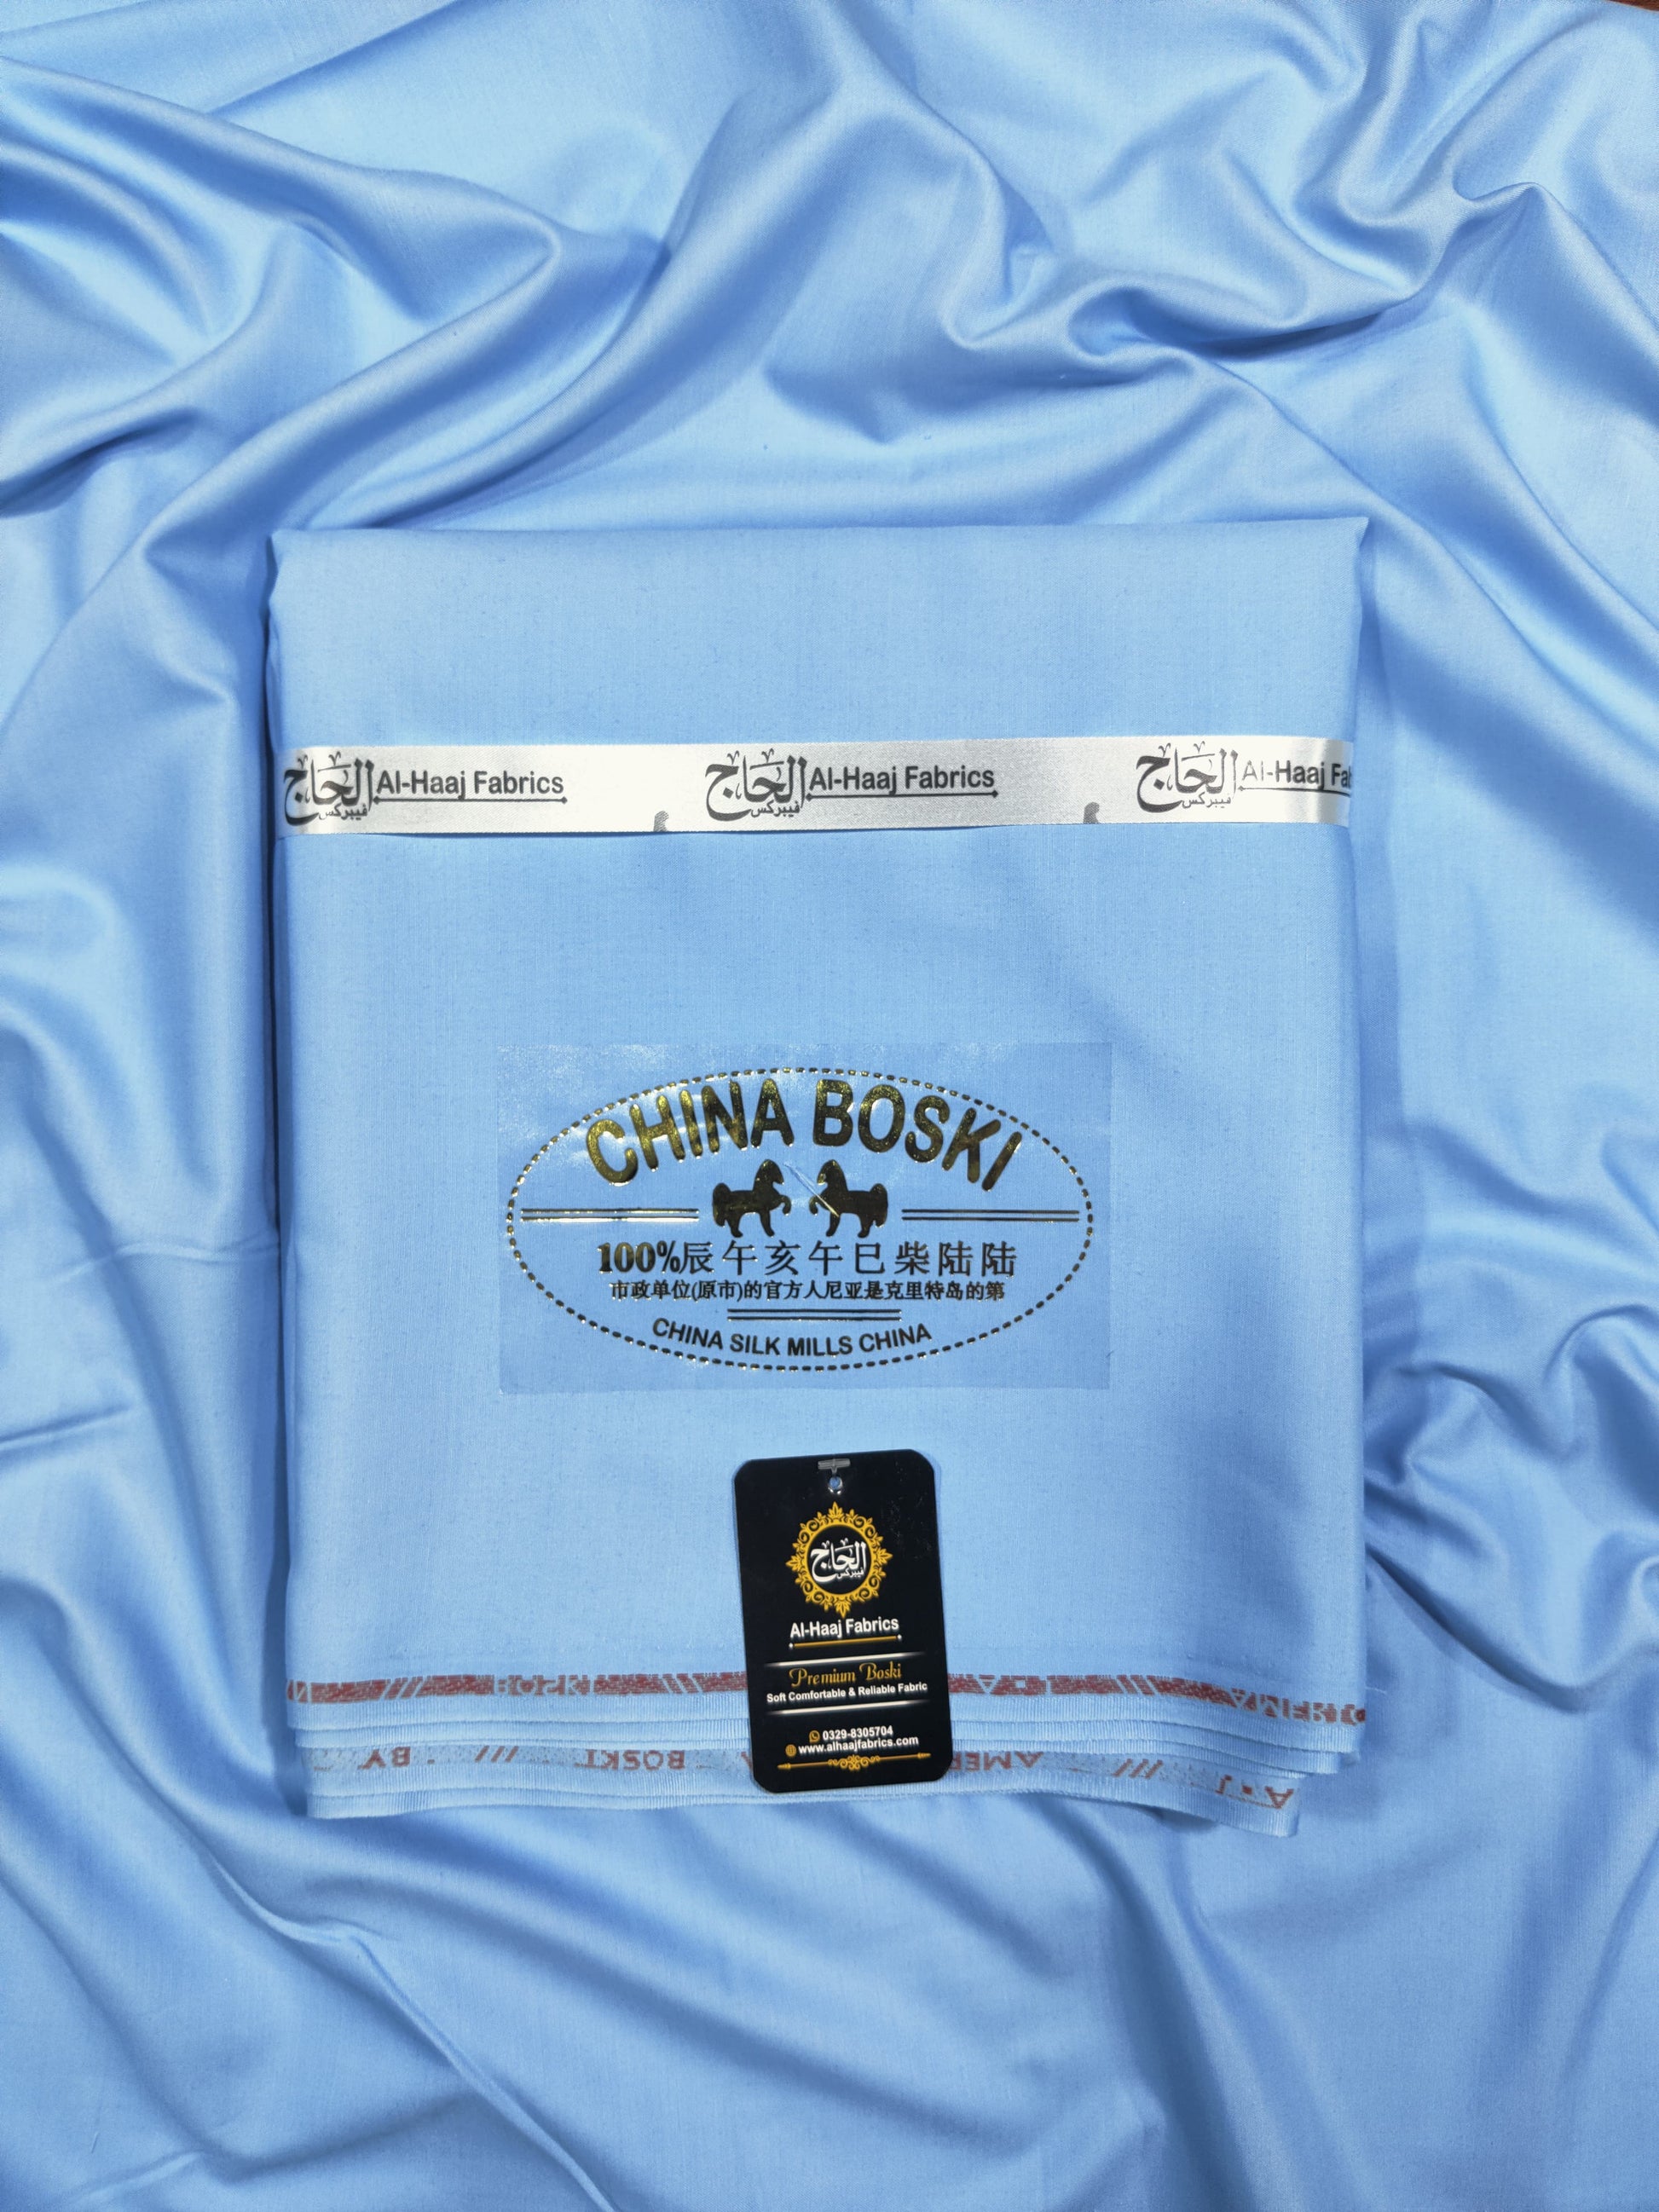 الحاج فیبرکس Al-Haaj Fabrics الحاج فیبرکس Al-Haaj Fabrics الحاج فیبرکس Al-Haaj Fab
CHINA BOSKI
100%辰午亥午巳柴陆陆
市政单位(原市)的官方人尼亚是克里特岛的第
CHINA SILK MILLS CHINA
الحاج
فیبرکس
Al-Haaj Fabrics
Premium Boski
Soft Comfortable & Reliable Fabric
0329-8305704
www.alhaajfabrics.com
BOSKI
BY /// BOSKI AMER /// A.J